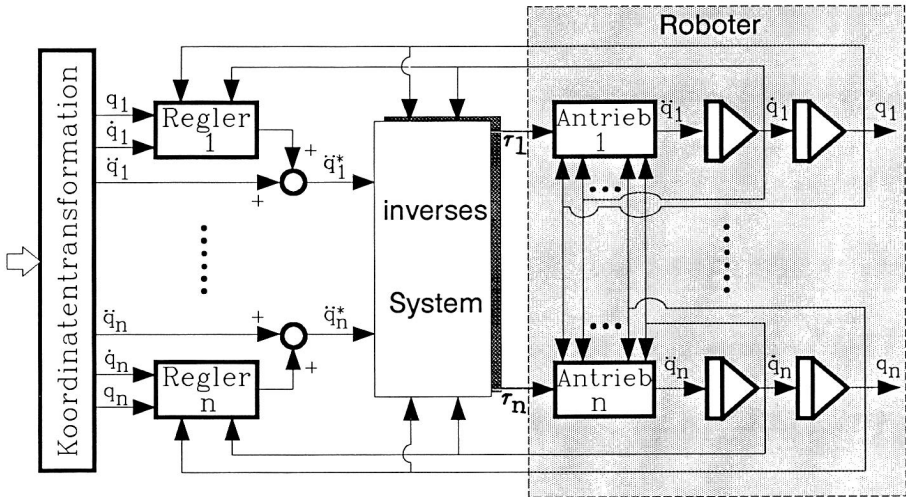 Roboter
Koordinatentransformation
q₁
q̇₁
q̈₁
Regler
1
+
+
q̈₁*
inverses
System
τ₁
Antrieb
1
q̈₁
q̇₁
q₁
q̈ₙ
q̇ₙ
qₙ
+
+
q̈ₙ*
Regler
n
τₙ
Antrieb
n
q̈ₙ
q̇ₙ
qₙ